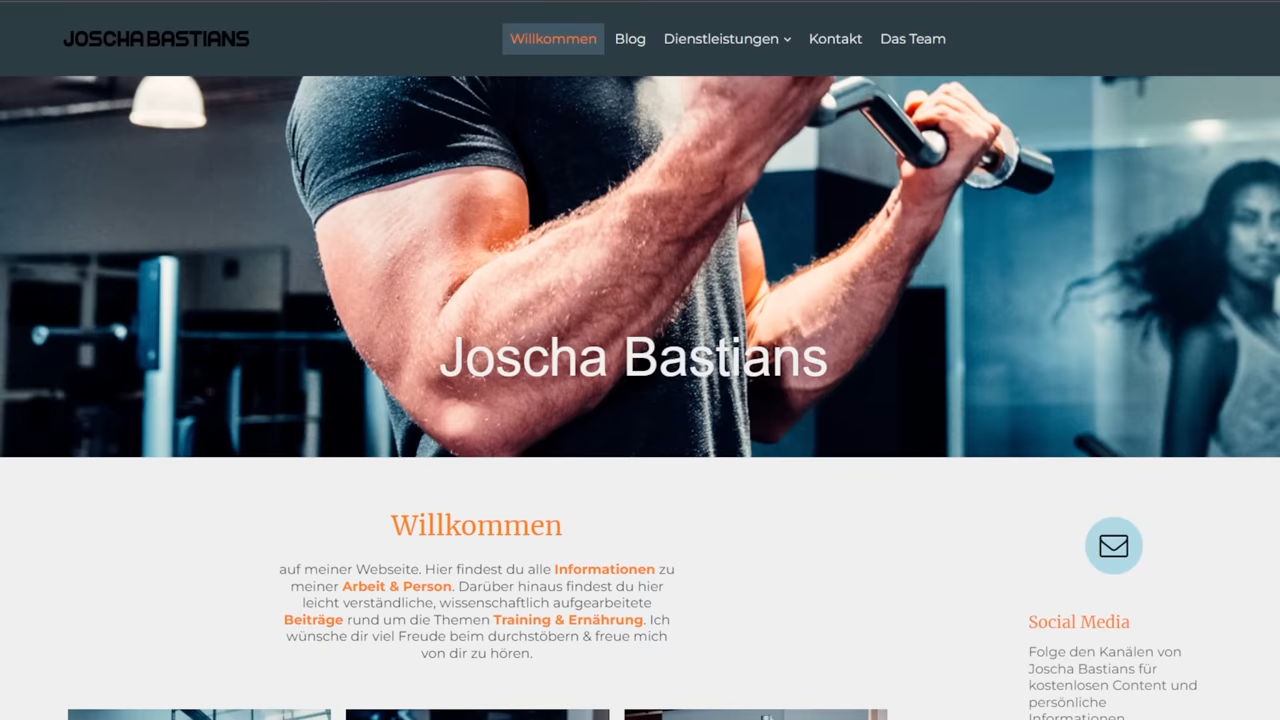 JOSCHA BASTIANS
Willkommen
Blog
Dienstleistungen
Kontakt
Das Team
Joscha Bastians
Willkommen
auf meiner Webseite. Hier findest du alle Informationen zu
meiner Arbeit & Person. Darüber hinaus findest du hier
leicht verständliche, wissenschaftlich aufgearbeitete
Beiträge rund um die Themen Training & Ernährung. Ich
wünsche dir viel Freude beim durchstöbern & freue mich
von dir zu hören.
Social Media
Folge den Kanälen von
Joscha Bastians für
kostenlosen Content und
persönliche
Informationen